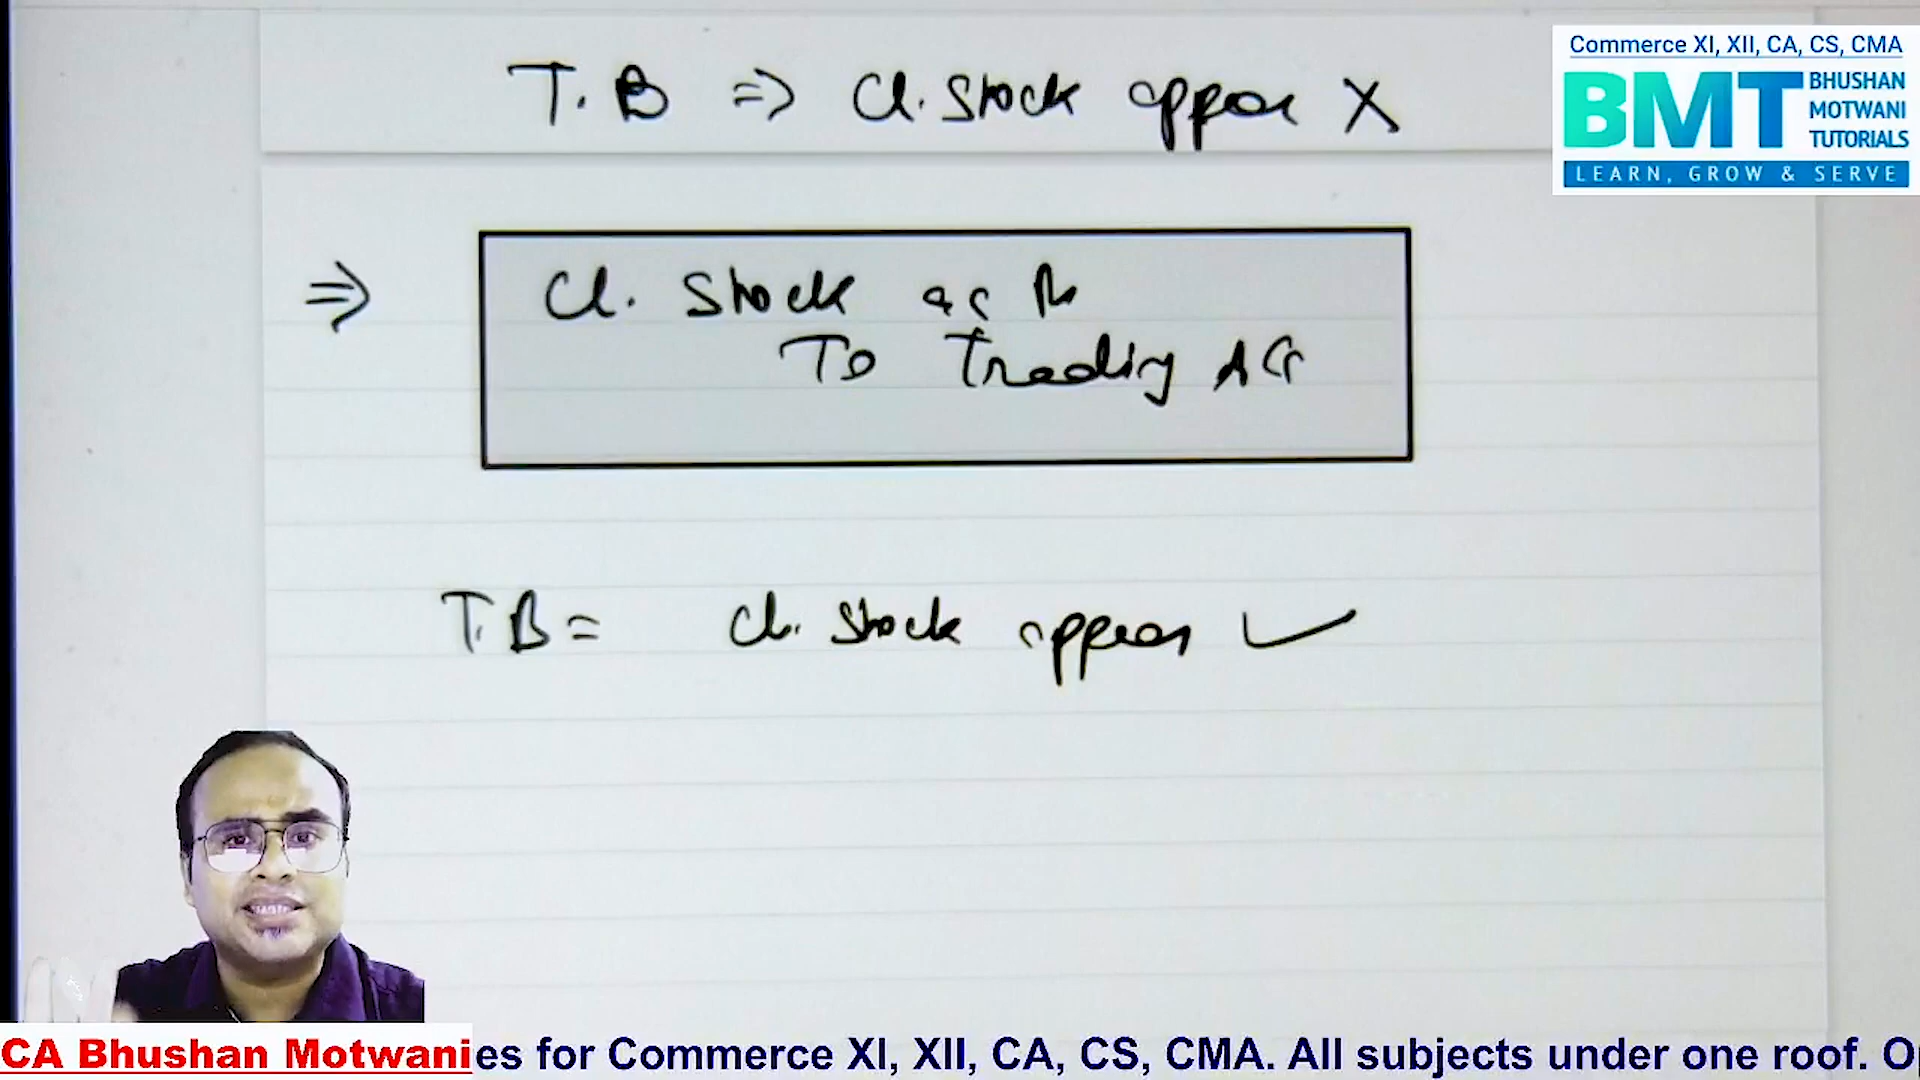 T.B ⇒ Cl. Stock appear X
Commerce XI, XII, CA, CS, CMA
BMT BHUSHAN
MOTWANI
TUTORIALS
LEARN, GROW & SERVE
⇒ Cl. Stock a/c Dr
To Trading A/c
T.B = Cl. Stock appears ✓
CA Bhushan Motwani
es for Commerce XI, XII, CA, CS, CMA. All subjects under one roof. Op